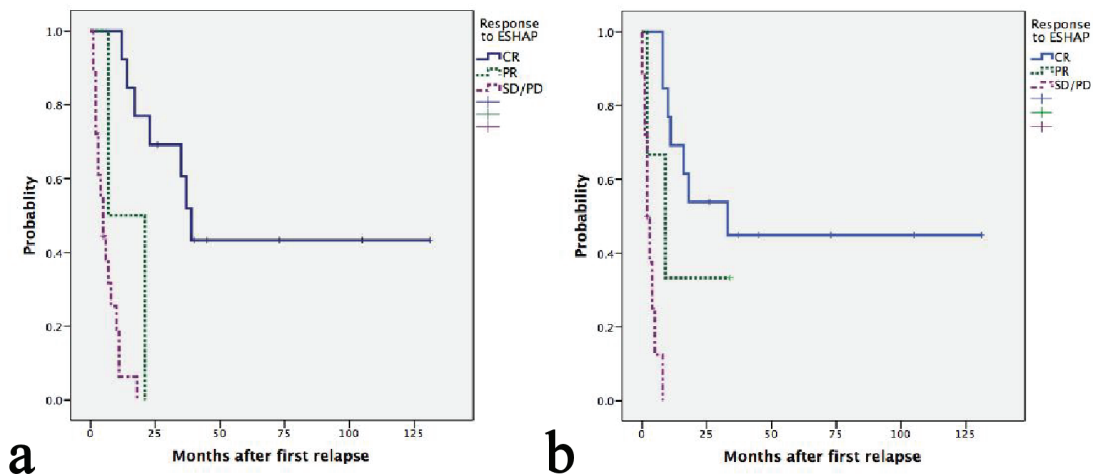 Response
to ESHAP
CR
PR
SD/PD
1.0
0.8
0.6
0.4
0.2
0.0
Probability
0
25
50
75
100
125
Months after first relapse
a
Response
to ESHAP
CR
PR
SD/PD
1.0
0.8
0.6
0.4
0.2
0.0
Probability
0
25
50
75
100
125
Months after first relapse
b